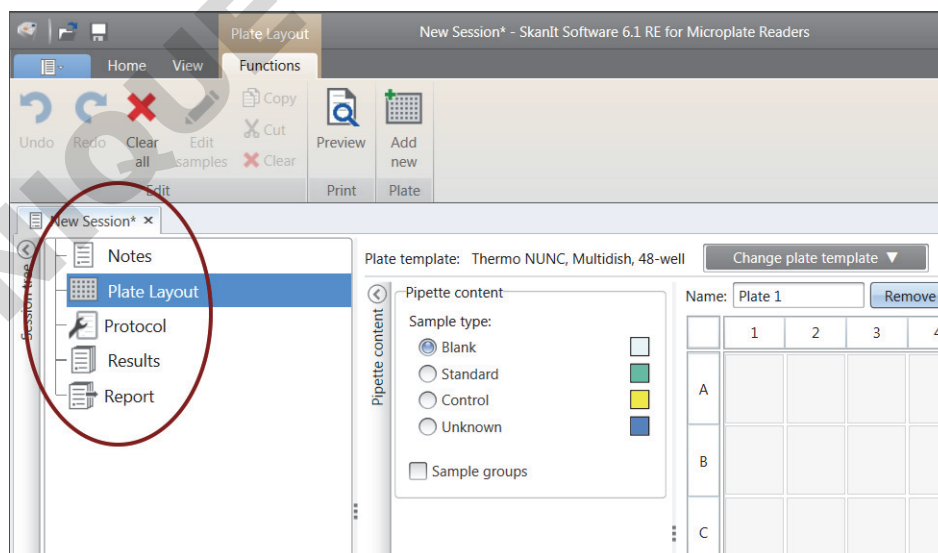 Plate Layout
New Session* - SkanIt Software 6.1 RE for Microplate Readers
Home View Functions
Undo Redo Clear all Edit samples
Copy
Cut
Clear
Preview
Add new
Edit Print Plate
New Session* ×
Session tree
Notes
Plate Layout
Protocol
Results
Report
Plate template: Thermo NUNC, Multidish, 48-well Change plate template ▼
Pipette content
Pipette content
Sample type:
Blank
Standard
Control
Unknown
Sample groups
Name: Plate 1 Remove
1 2 3 4
A
B
C